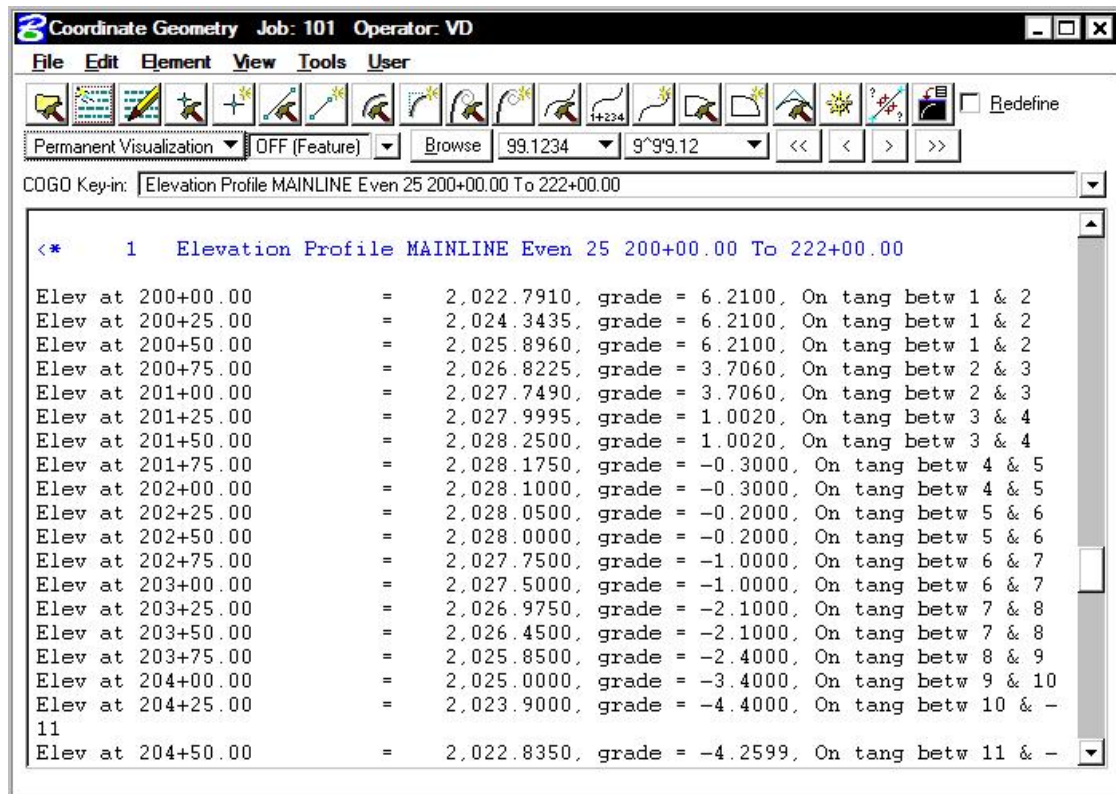 Coordinate Geometry Job: 101 Operator: VD
File Edit Element View Tools User
1+234
Redefine
Permanent Visualization OFF (Feature) Browse 99.1234 9^9'9.12 << < > >>
COGO Key-in: Elevation Profile MAINLINE Even 25 200+00.00 To 222+00.00
<* 1 Elevation Profile MAINLINE Even 25 200+00.00 To 222+00.00
Elev at 200+00.00 = 2,022.7910, grade = 6.2100, On tang betw 1 & 2
Elev at 200+25.00 = 2,024.3435, grade = 6.2100, On tang betw 1 & 2
Elev at 200+50.00 = 2,025.8960, grade = 6.2100, On tang betw 1 & 2
Elev at 200+75.00 = 2,026.8225, grade = 3.7060, On tang betw 2 & 3
Elev at 201+00.00 = 2,027.7490, grade = 3.7060, On tang betw 2 & 3
Elev at 201+25.00 = 2,027.9995, grade = 1.0020, On tang betw 3 & 4
Elev at 201+50.00 = 2,028.2500, grade = 1.0020, On tang betw 3 & 4
Elev at 201+75.00 = 2,028.1750, grade = -0.3000, On tang betw 4 & 5
Elev at 202+00.00 = 2,028.1000, grade = -0.3000, On tang betw 4 & 5
Elev at 202+25.00 = 2,028.0500, grade = -0.2000, On tang betw 5 & 6
Elev at 202+50.00 = 2,028.0000, grade = -0.2000, On tang betw 5 & 6
Elev at 202+75.00 = 2,027.7500, grade = -1.0000, On tang betw 6 & 7
Elev at 203+00.00 = 2,027.5000, grade = -1.0000, On tang betw 6 & 7
Elev at 203+25.00 = 2,026.9750, grade = -2.1000, On tang betw 7 & 8
Elev at 203+50.00 = 2,026.4500, grade = -2.1000, On tang betw 7 & 8
Elev at 203+75.00 = 2,025.8500, grade = -2.4000, On tang betw 8 & 9
Elev at 204+00.00 = 2,025.0000, grade = -3.4000, On tang betw 9 & 10
Elev at 204+25.00 = 2,023.9000, grade = -4.4000, On tang betw 10 & -
11
Elev at 204+50.00 = 2,022.8350, grade = -4.2599, On tang betw 11 & -